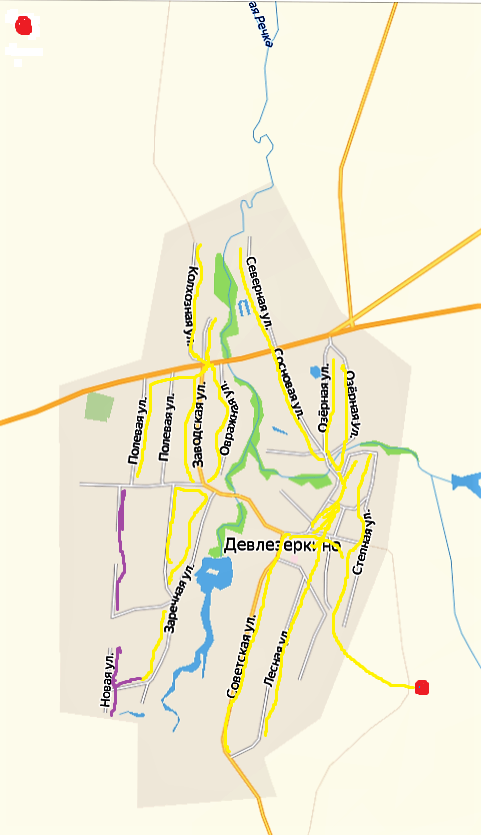 ая Речка
Колхозная ул.
Северная ул.
Сосновая ул.
Озёрная ул.
Озёрная ул.
Полевая ул.
Полевая ул.
Заводская ул.
Овражная ул.
Девлезеркино
Степная ул.
Заречная ул.
Советская ул.
Лесная ул.
Новая ул.